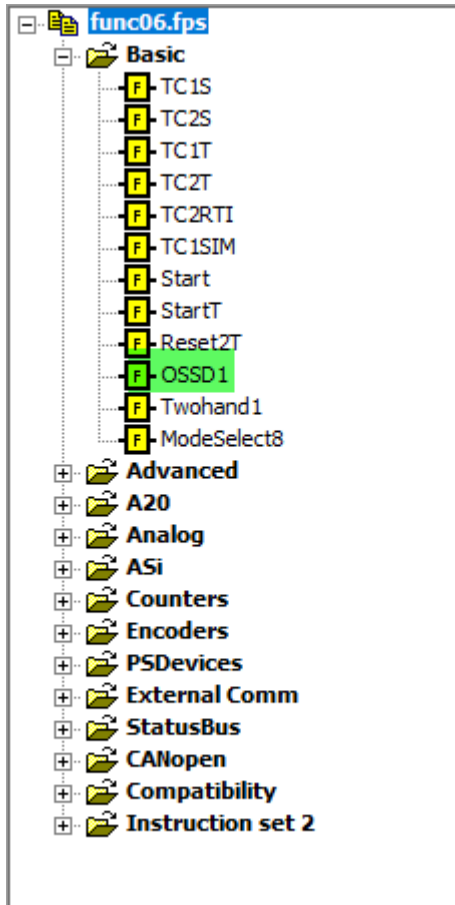 func06.fps
Basic
F TC1S
F TC2S
F TC1T
F TC2T
F TC2RTI
F TC1SIM
F Start
F StartT
F Reset2T
F OSSD1
F Twohand1
F ModeSelect8
Advanced
A20
Analog
ASi
Counters
Encoders
PSDevices
External Comm
StatusBus
CANopen
Compatibility
Instruction set 2